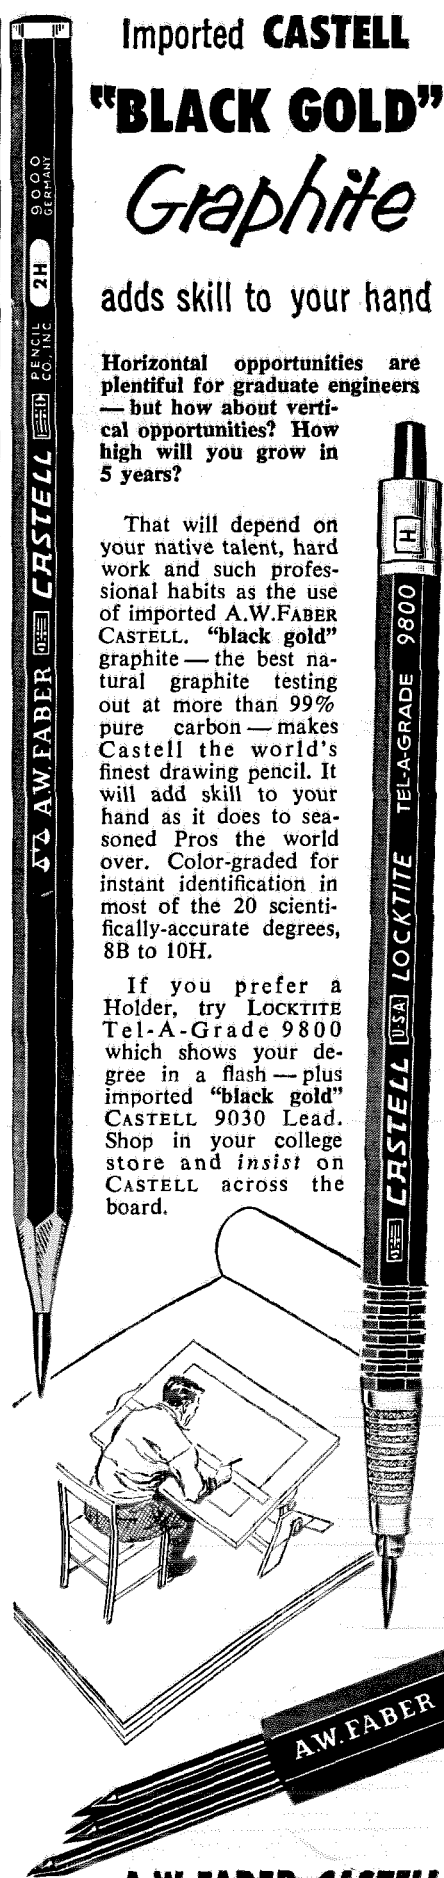 Imported CASTELL
"BLACK GOLD"
Graphite
adds skill to your hand
Horizontal opportunities are
plentiful for graduate engineers
— but how about verti-
cal opportunities? How
high will you grow in
5 years?
That will depend on
your native talent, hard
work and such profes-
sional habits as the use
of imported A.W.FABER
CASTELL. "black gold"
graphite — the best na-
tural graphite testing
out at more than 99%
pure carbon — makes
Castell the world's
finest drawing pencil. It
will add skill to your
hand as it does to sea-
soned Pros the world
over. Color-graded for
instant identification in
most of the 20 scienti-
fically-accurate degrees,
8B to 10H.
If you prefer a
Holder, try LOCKTITE
Tel-A-Grade 9800
which shows your de-
gree in a flash — plus
imported "black gold"
CASTELL 9030 Lead.
Shop in your college
store and insist on
CASTELL across the
board.
A.W.FABER CASTELL PENCIL CO. INC. 2H 9000 GERMANY
CASTELL U·S·A LOCKTITE TEL-A-GRADE 9800
H
A.W.FABER
A.W.FABER-CASTELL